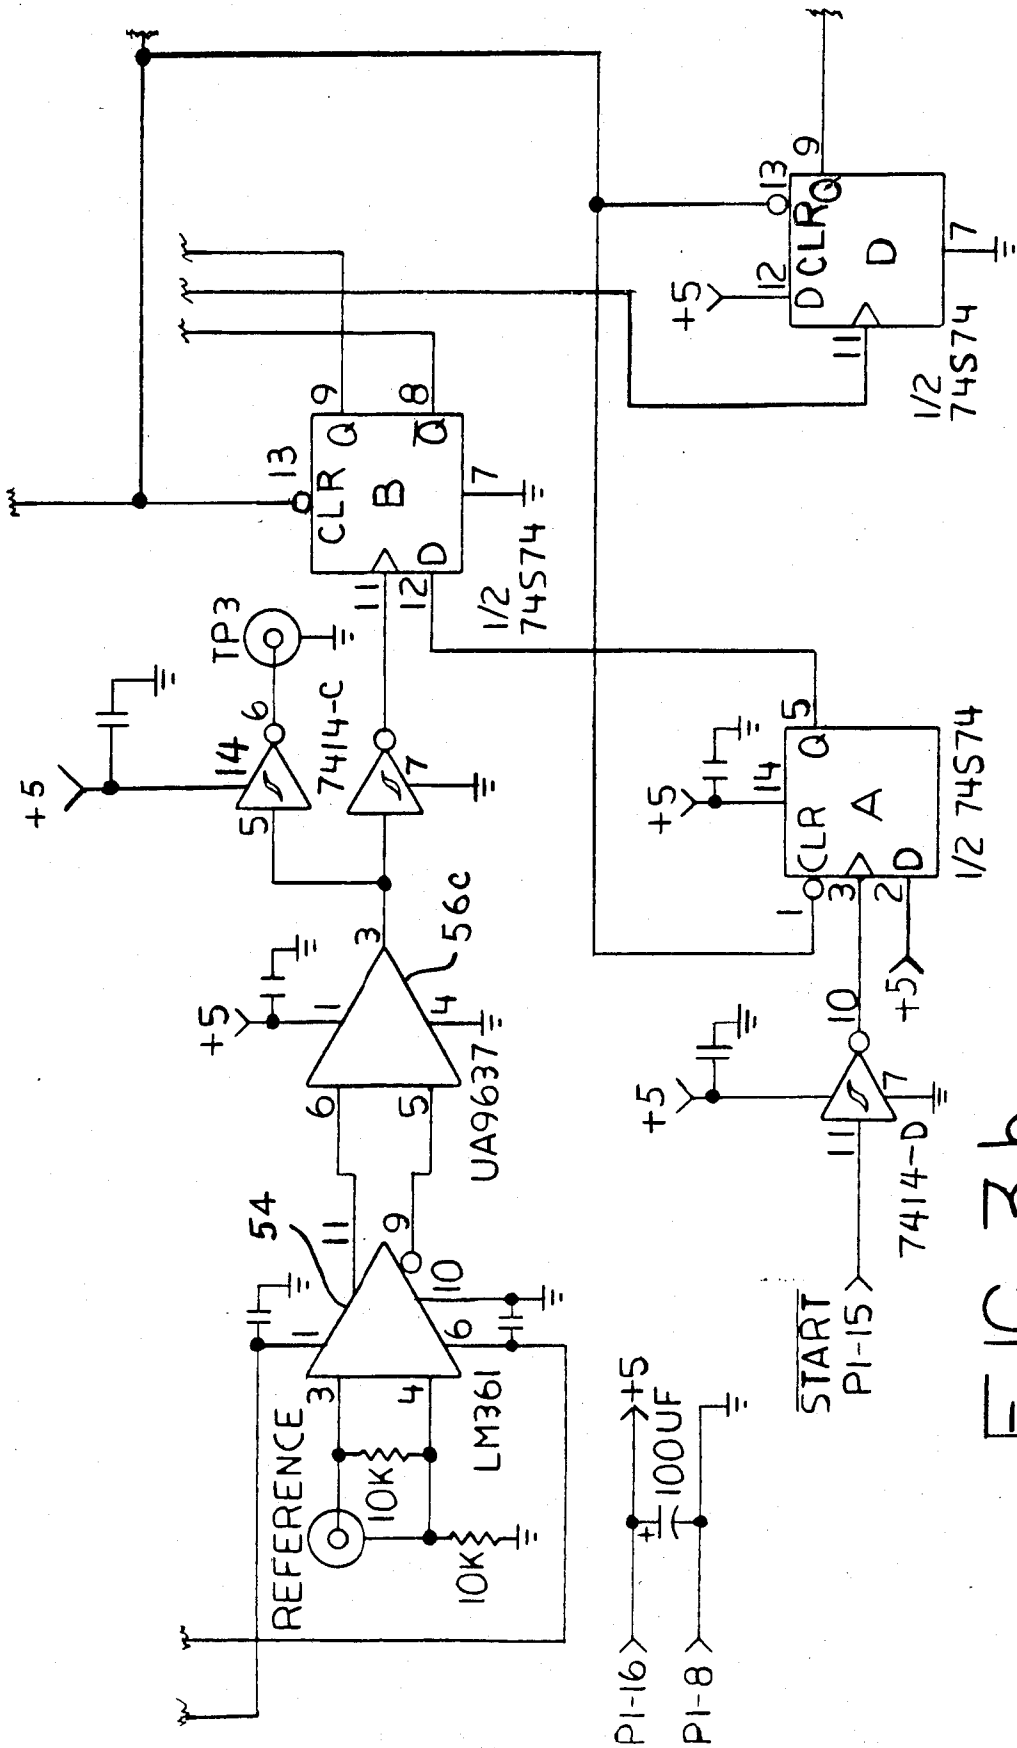 REFERENCE
10K
10K
3
4
1
54
11
9
10
6
LM361
6
5
+5
1
3
4
56c
UA9637
+5
14
5
6
TP3
7414-C
7
11
12
CLR
13
B
D
Q
9
Q̅
8
7
1/2
74S74
P1-16
P1-8
+5
+
100UF
S̅T̅A̅R̅T̅
P1-15
11
10
+5
7
7414-D
1
3
2
+5
CLR
D
A
Q
5
+5
14
1/2 74S74
+5
12
13
D CLR
Q
9
D
11
7
1/2
74S74